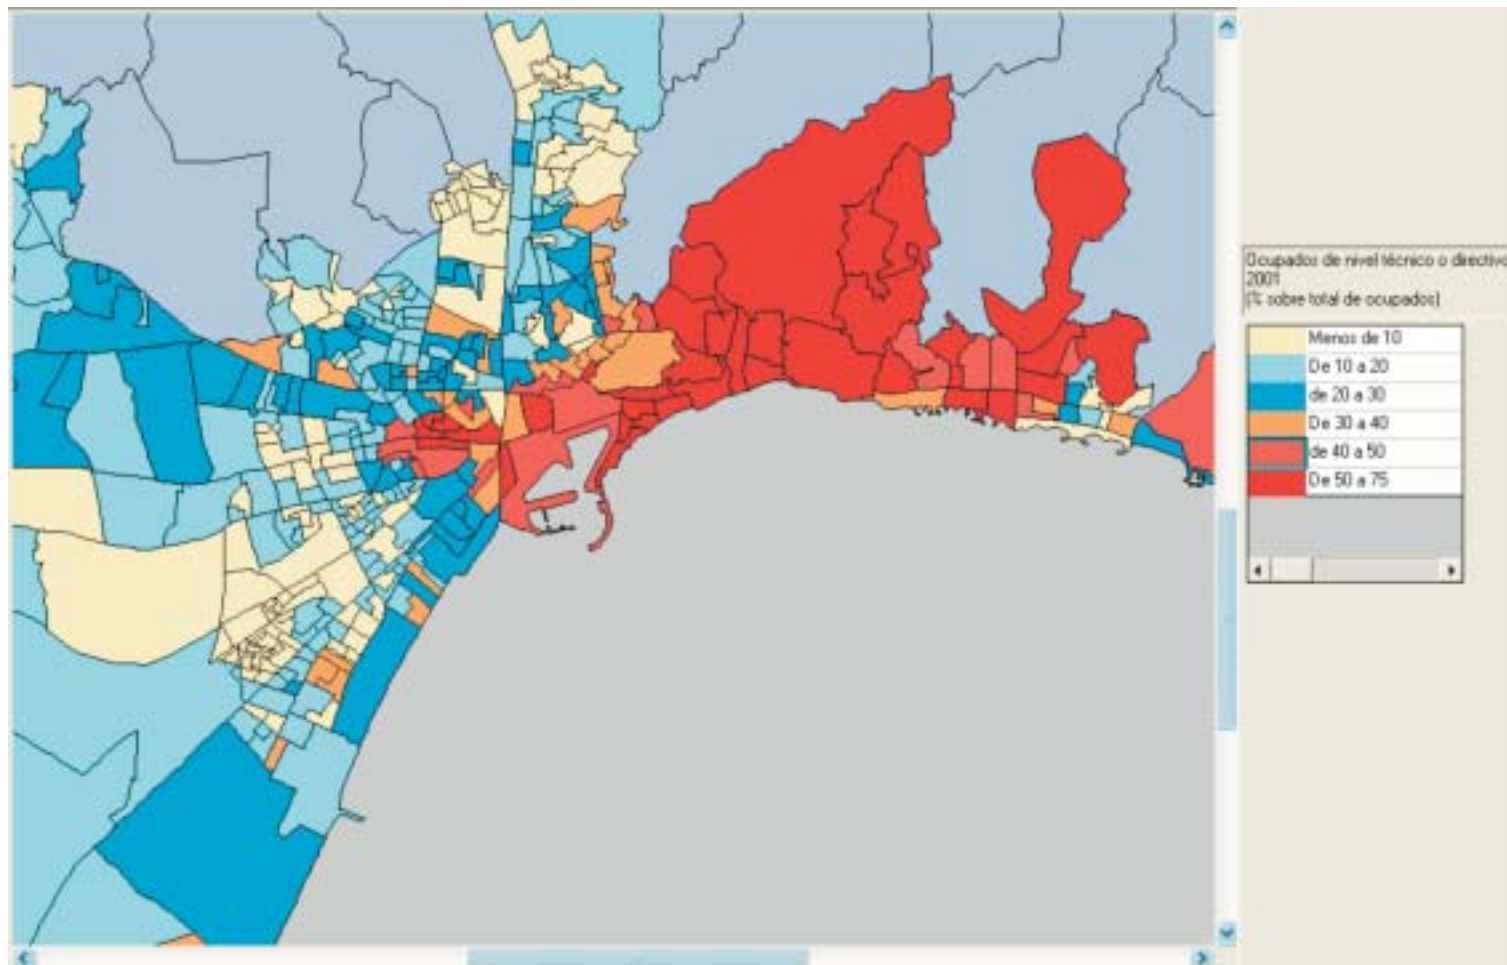 Ocupados de nivel técnico o directivo
2001
(% sobre total de ocupados)
Menos de 10
De 10 a 20
de 20 a 30
De 30 a 40
de 40 a 50
De 50 a 75